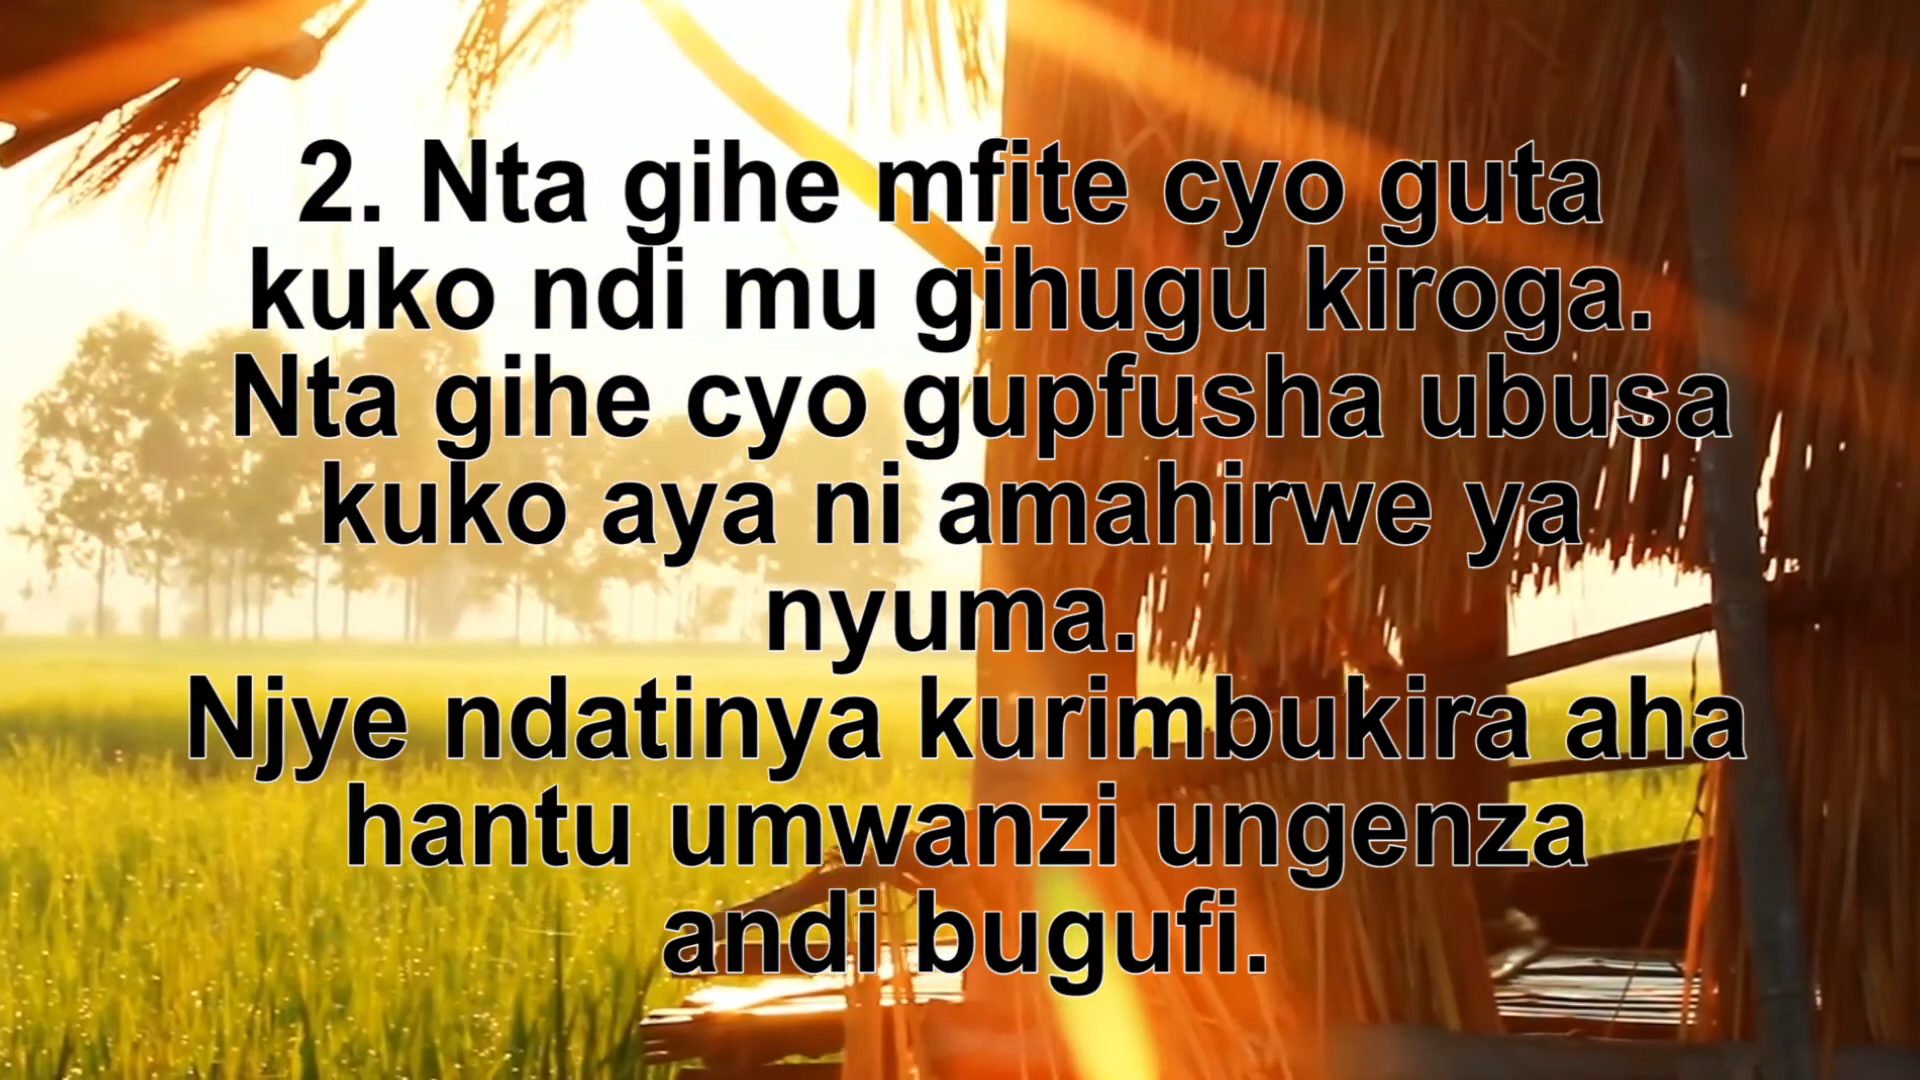 2. Nta gihe mfite cyo guta
kuko ndi mu gihugu kiroga.
Nta gihe cyo gupfusha ubusa
kuko aya ni amahirwe ya
nyuma.
Njye ndatinya kurimbukira aha
hantu umwanzi ungenza
andi bugufi.